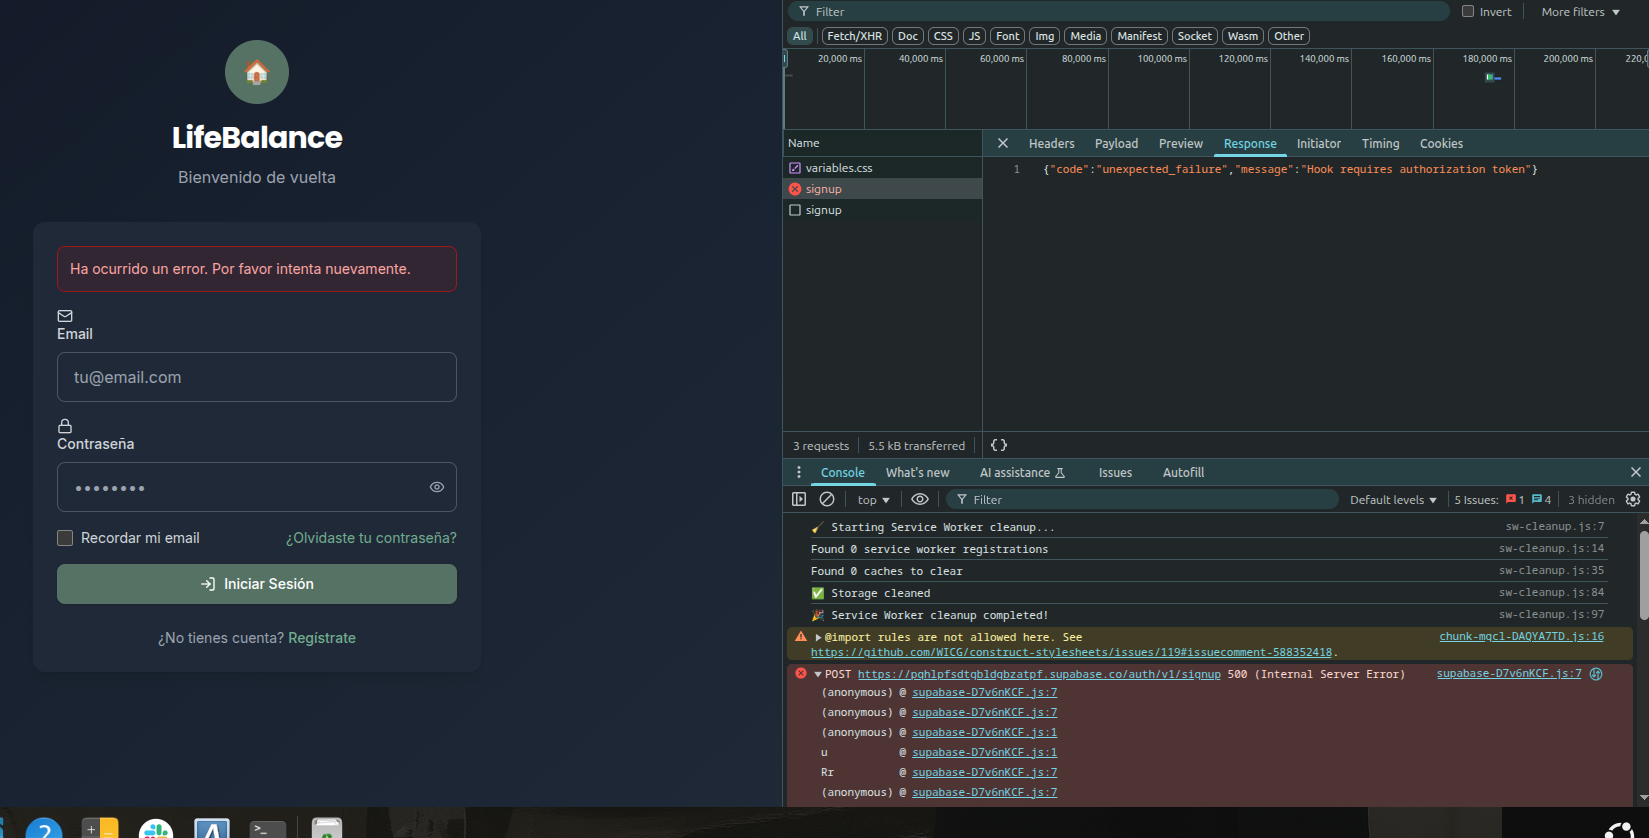 LifeBalance
Bienvenido de vuelta
Ha ocurrido un error. Por favor intenta nuevamente.
Email
tu@email.com
Contraseña
••••••••
Recordar mi email
¿Olvidaste tu contraseña?
Iniciar Sesión
¿No tienes cuenta? Regístrate
Filter
Invert
More filters
All
Fetch/XHR
Doc
CSS
JS
Font
Img
Media
Manifest
Socket
Wasm
Other
20,000 ms
40,000 ms
60,000 ms
80,000 ms
100,000 ms
120,000 ms
140,000 ms
160,000 ms
180,000 ms
200,000 ms
220,0
Name
Headers
Payload
Preview
Response
Initiator
Timing
Cookies
variables.css
signup
signup
1 {"code":"unexpected_failure","message":"Hook requires authorization token"}
3 requests
5.5 kB transferred
{ }
Console
What's new
AI assistance
Issues
Autofill
top
Filter
Default levels
5 Issues: 1 4
3 hidden
Starting Service Worker cleanup... sw-cleanup.js:7
Found 0 service worker registrations sw-cleanup.js:14
Found 0 caches to clear sw-cleanup.js:35
Storage cleaned sw-cleanup.js:84
Service Worker cleanup completed! sw-cleanup.js:97
@import rules are not allowed here. See chunk-mqcl-DAQYA7TD.js:16
https://github.com/WICG/construct-stylesheets/issues/119#issuecomment-588352418.
POST https://pqhlpfsdtqbldqbzatpf.supabase.co/auth/v1/signup 500 (Internal Server Error) supabase-D7v6nKCF.js:7
(anonymous) @ supabase-D7v6nKCF.js:7
(anonymous) @ supabase-D7v6nKCF.js:7
(anonymous) @ supabase-D7v6nKCF.js:1
u @ supabase-D7v6nKCF.js:1
Rr @ supabase-D7v6nKCF.js:7
(anonymous) @ supabase-D7v6nKCF.js:7